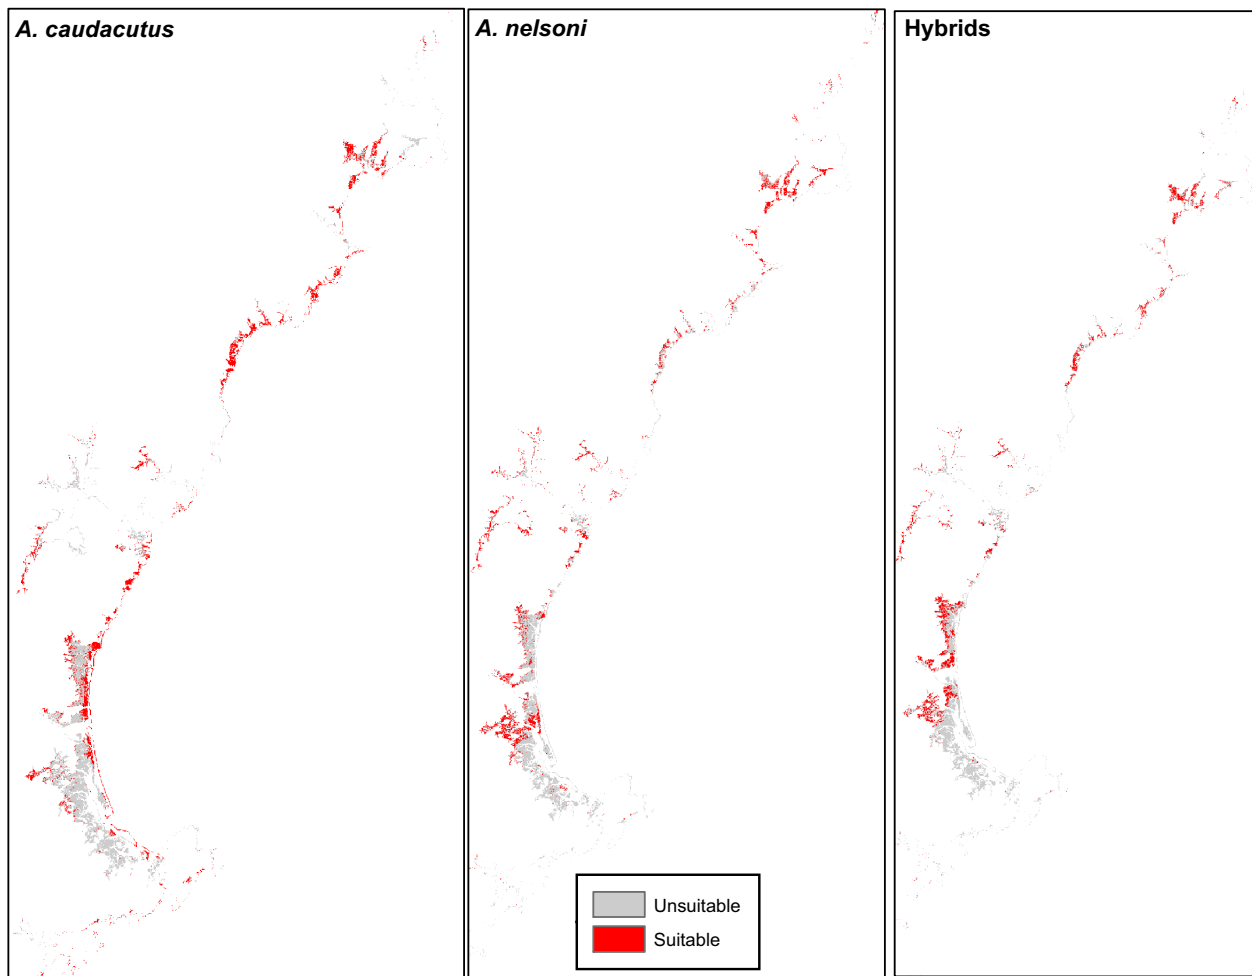 A. caudacutus
A. nelsoni
Hybrids
Unsuitable
Suitable